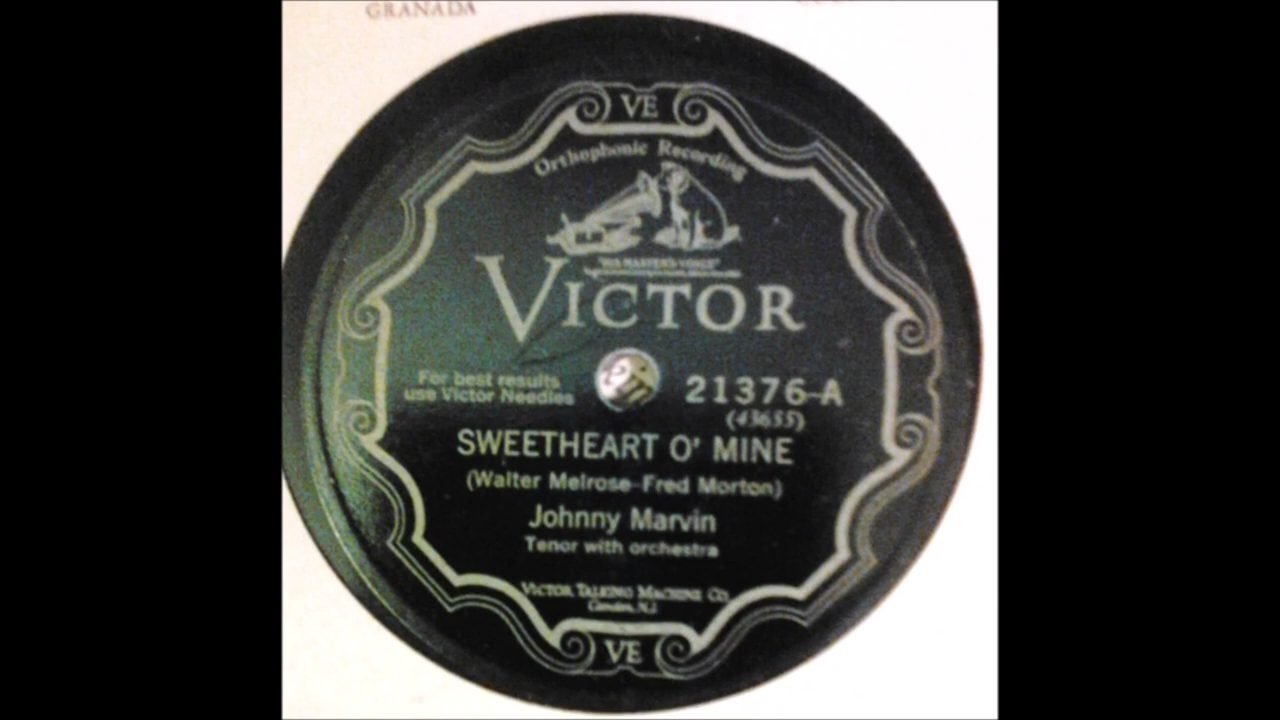 GRANADA
VE
Orthophonic Recording
"HIS MASTER'S VOICE"
VICTOR
For best results
use Victor Needles
21376-A
(43655)
SWEETHEART O' MINE
(Walter Melrose-Fred Morton)
Johnny Marvin
Tenor with orchestra
VICTOR TALKING MACHINE CO.
Camden, N.J.
VE